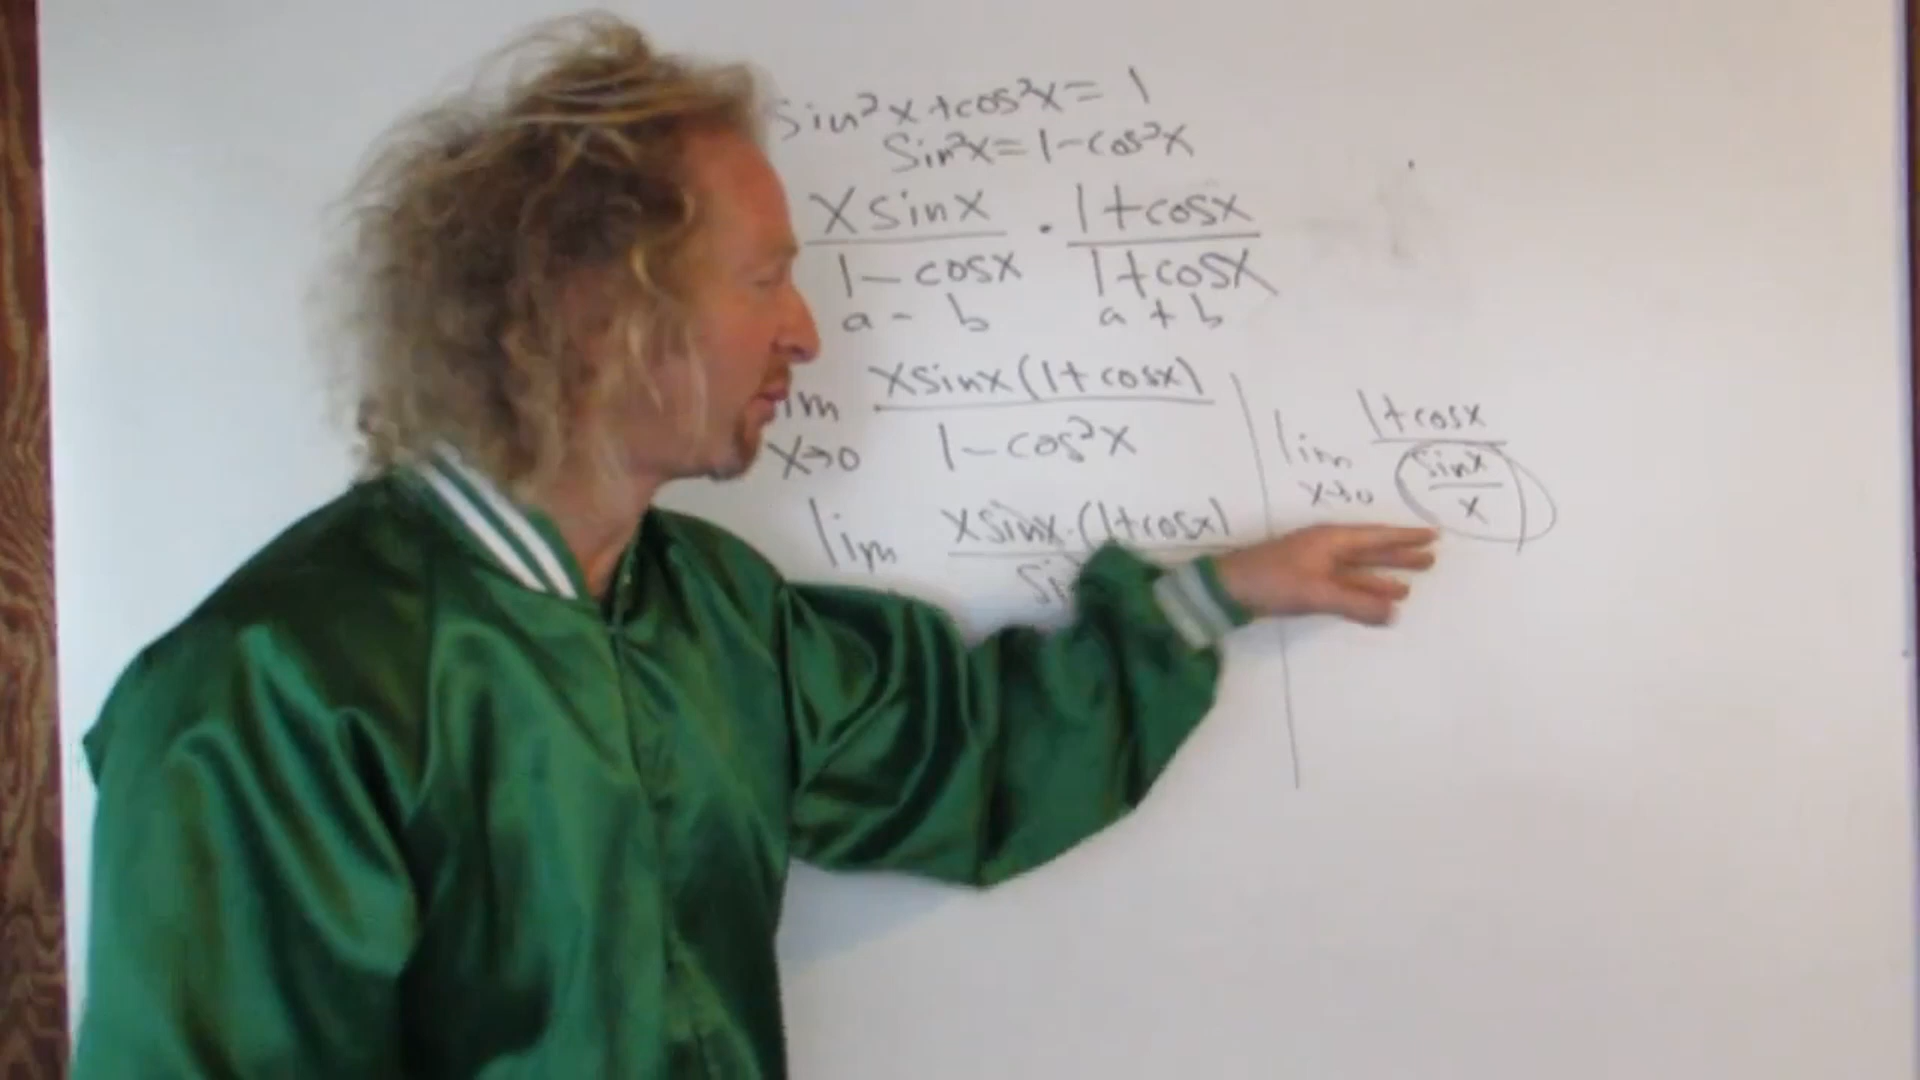 sin²x+cos²x=1
sin²x=1-cos²x
xsinx / 1-cosx · 1+cosx / 1+cosx
a - b a + b
lim x→0 xsinx(1+cosx) / 1-cos²x
lim xsinx·(1+cosx)
lim x→0 1+cosx / sinx / x